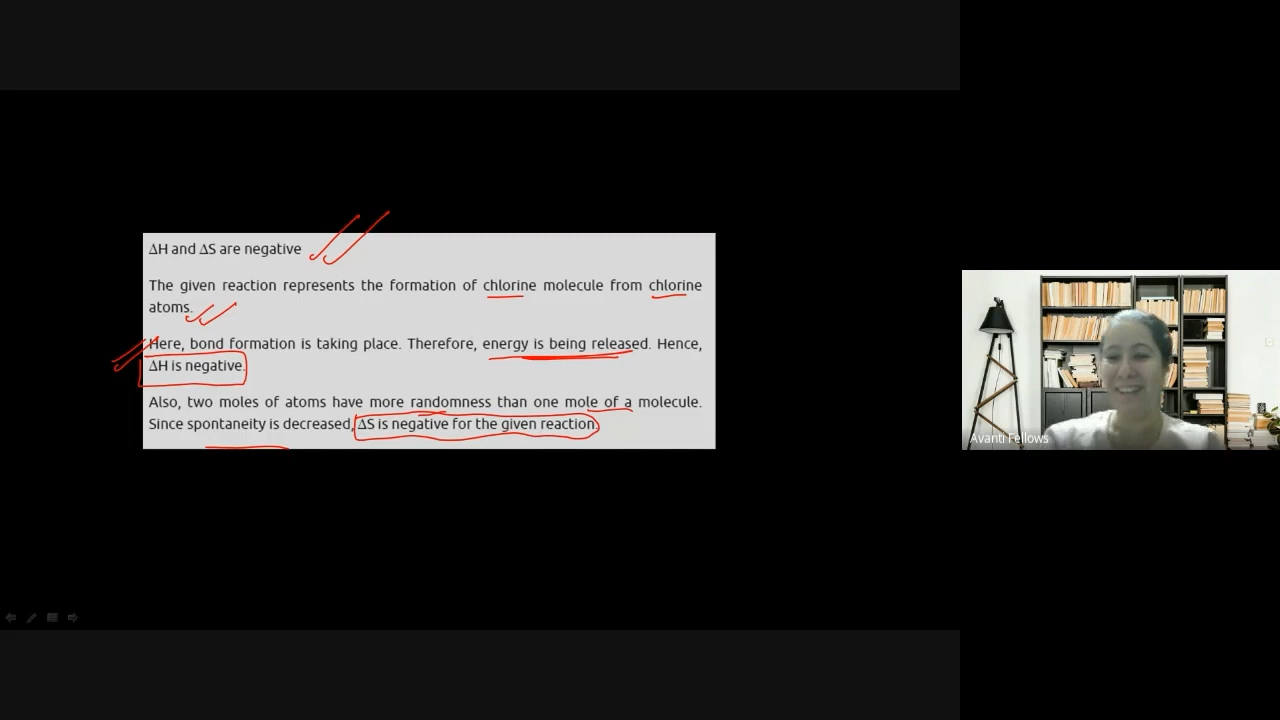 ΔH and ΔS are negative
The given reaction represents the formation of chlorine molecule from chlorine
atoms.
Here, bond formation is taking place. Therefore, energy is being released. Hence,
ΔH is negative.
Also, two moles of atoms have more randomness than one mole of a molecule.
Since spontaneity is decreased, ΔS is negative for the given reaction.
Avanti Fellows